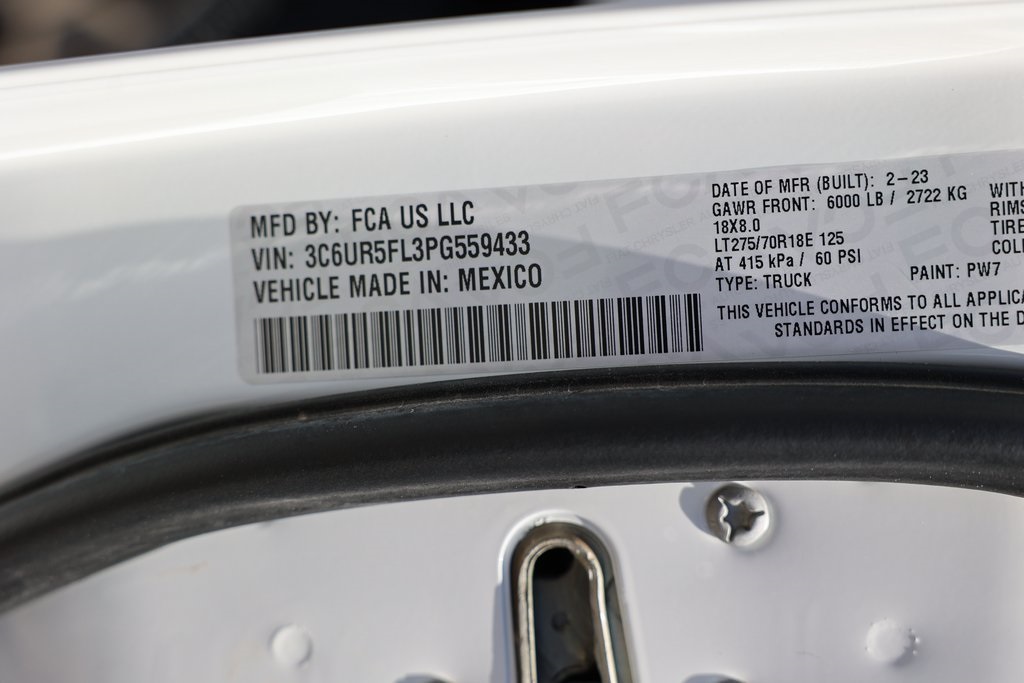 MFD BY: FCA US LLC
VIN: 3C6UR5FL3PG559433
VEHICLE MADE IN: MEXICO
DATE OF MFR (BUILT): 2-23
GAWR FRONT: 6000 LB / 2722 KG
18X8.0
LT275/70R18E 125
AT 415 kPa / 60 PSI
TYPE: TRUCK
PAINT: PW7
THIS VEHICLE CONFORMS TO ALL
STANDARDS IN EFFECT ON THE